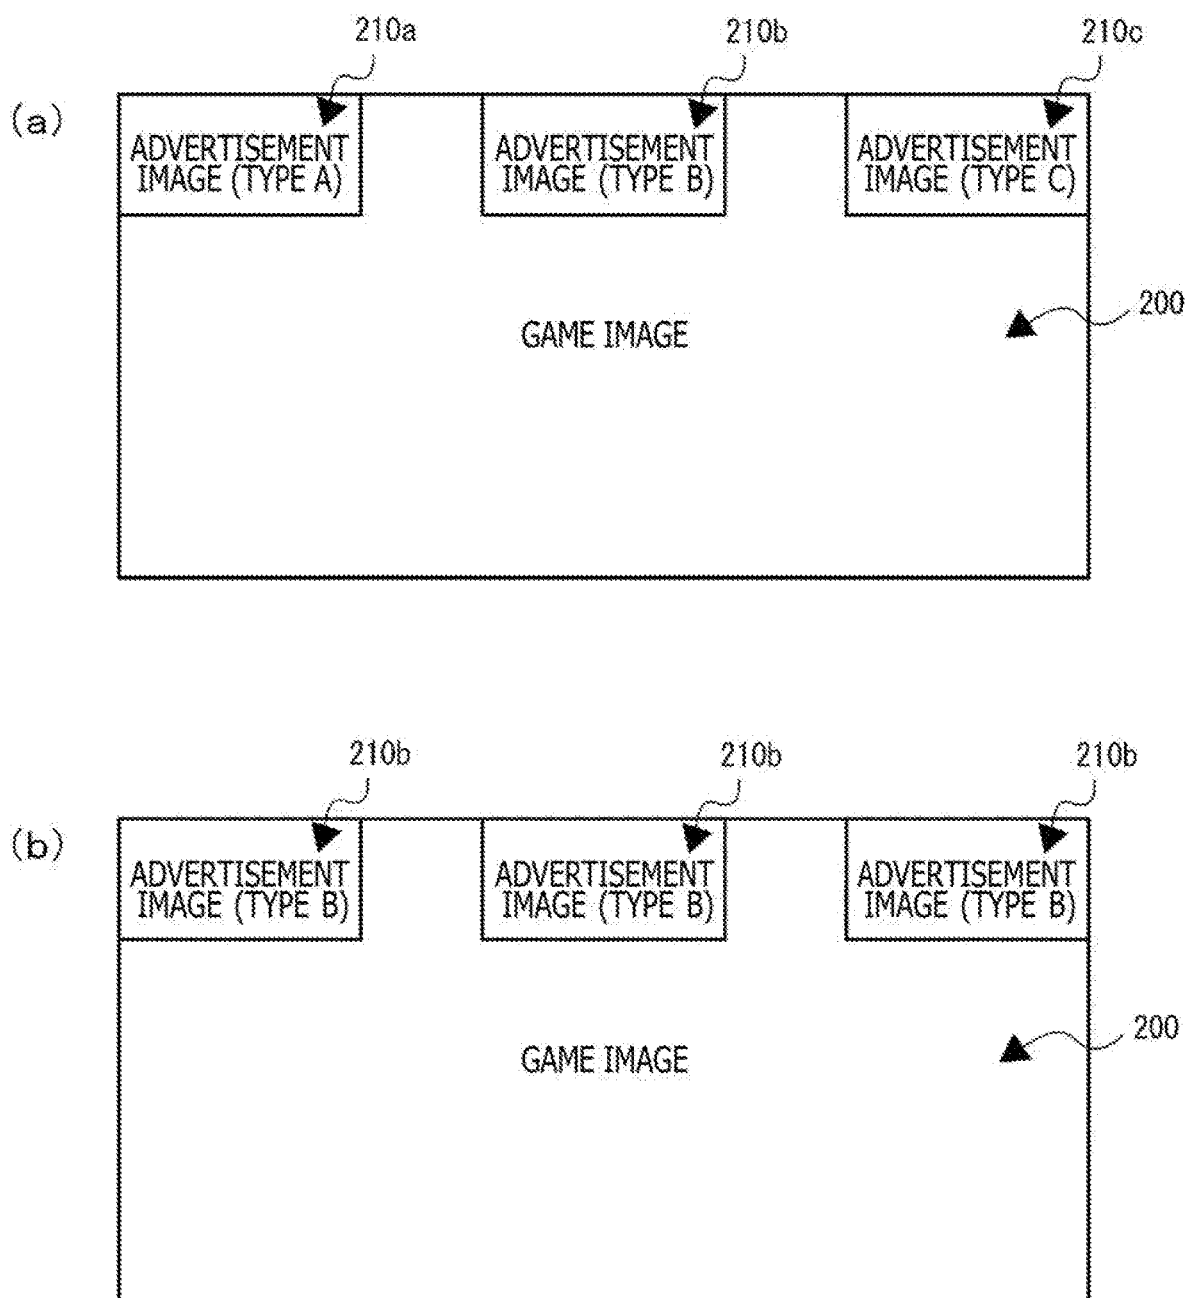 210a
210b
210c
(a)
ADVERTISEMENT
IMAGE (TYPE A)
ADVERTISEMENT
IMAGE (TYPE B)
ADVERTISEMENT
IMAGE (TYPE C)
200
GAME IMAGE
210b
210b
210b
(b)
ADVERTISEMENT
IMAGE (TYPE B)
ADVERTISEMENT
IMAGE (TYPE B)
ADVERTISEMENT
IMAGE (TYPE B)
200
GAME IMAGE